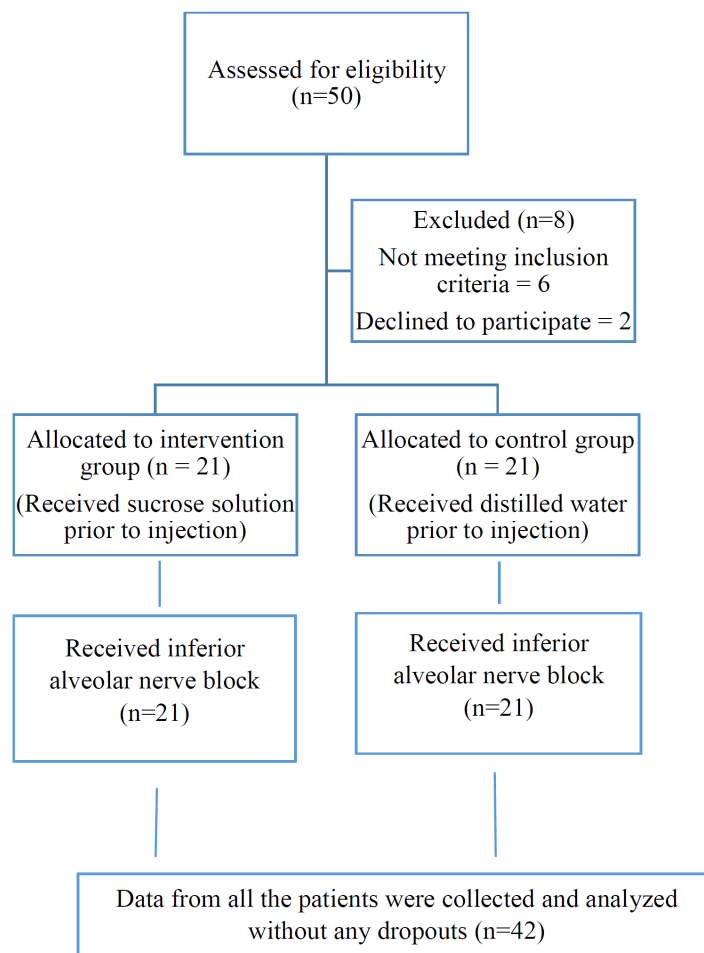 Assessed for eligibility
(n=50)
Excluded (n=8)
Not meeting inclusion
criteria = 6
Declined to participate = 2
Allocated to intervention
group (n = 21)
(Received sucrose solution
prior to injection)
Allocated to control group
(n = 21)
(Received distilled water
prior to injection)
Received inferior
alveolar nerve block
(n=21)
Received inferior
alveolar nerve block
(n=21)
Data from all the patients were collected and analyzed
without any dropouts (n=42)